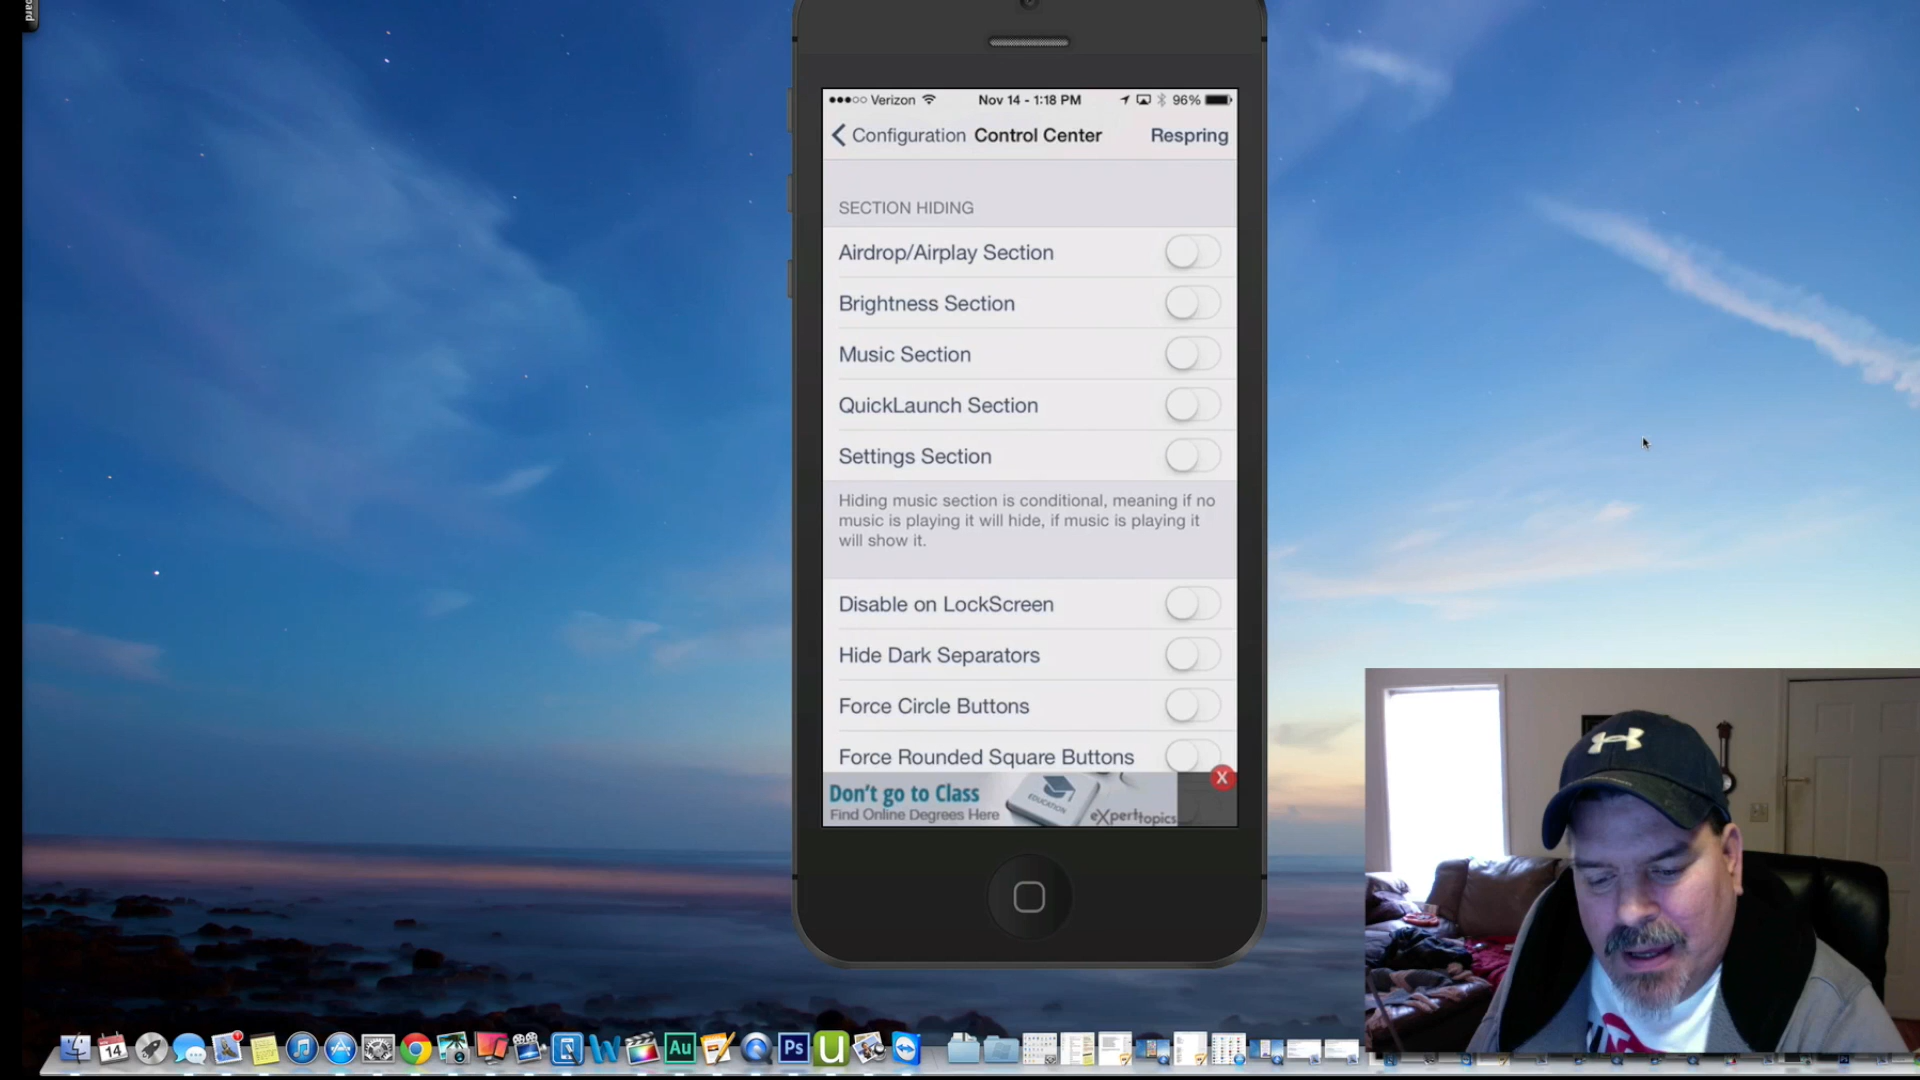 Verizon Nov 14 - 1:18 PM 96%
Configuration Control Center Respring
SECTION HIDING
Airdrop/Airplay Section
Brightness Section
Music Section
QuickLaunch Section
Settings Section
Hiding music section is conditional, meaning if no
music is playing it will hide, if music is playing it
will show it.
Disable on LockScreen
Hide Dark Separators
Force Circle Buttons
Force Rounded Square Buttons
Don't go to Class
Find Online Degrees Here
EDUCATION
eXperttopics
X
14
W
Au
Ps
U